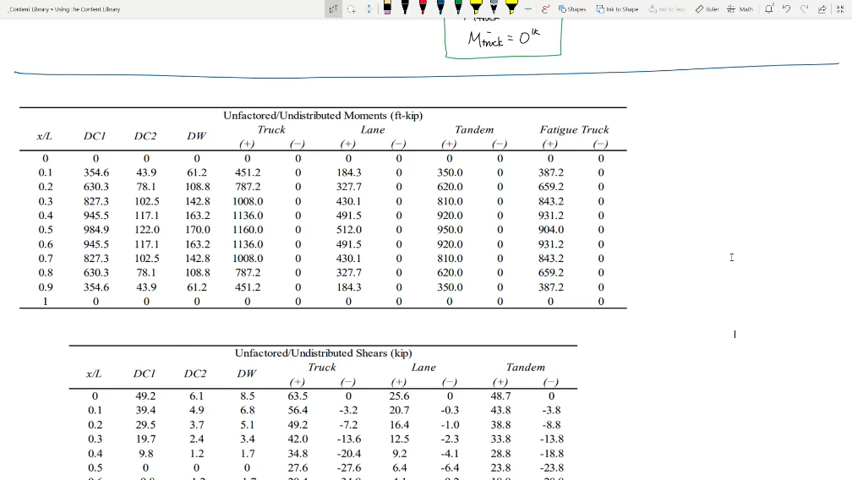 _Content Library » Using the Content Library
Shapes Ink to Shape Ink to Text Ruler Math
Mtruck = 0 ᴵᵏ
Unfactored/Undistributed Moments (ft-kip)
x/L DC1 DC2 DW Truck Lane Tandem Fatigue Truck
(+) (−) (+) (−) (+) (−) (+) (−)
0 0 0 0 0 0 0 0 0 0 0 0
0.1 354.6 43.9 61.2 451.2 0 184.3 0 350.0 0 387.2 0
0.2 630.3 78.1 108.8 787.2 0 327.7 0 620.0 0 659.2 0
0.3 827.3 102.5 142.8 1008.0 0 430.1 0 810.0 0 843.2 0
0.4 945.5 117.1 163.2 1136.0 0 491.5 0 920.0 0 931.2 0
0.5 984.9 122.0 170.0 1160.0 0 512.0 0 950.0 0 904.0 0
0.6 945.5 117.1 163.2 1136.0 0 491.5 0 920.0 0 931.2 0
0.7 827.3 102.5 142.8 1008.0 0 430.1 0 810.0 0 843.2 0
0.8 630.3 78.1 108.8 787.2 0 327.7 0 620.0 0 659.2 0
0.9 354.6 43.9 61.2 451.2 0 184.3 0 350.0 0 387.2 0
1 0 0 0 0 0 0 0 0 0 0 0
Unfactored/Undistributed Shears (kip)
x/L DC1 DC2 DW Truck Lane Tandem
(+) (−) (+) (−) (+) (−)
0 49.2 6.1 8.5 63.5 0 25.6 0 48.7 0
0.1 39.4 4.9 6.8 56.4 -3.2 20.7 -0.3 43.8 -3.8
0.2 29.5 3.7 5.1 49.2 -7.2 16.4 -1.0 38.8 -8.8
0.3 19.7 2.4 3.4 42.0 -13.6 12.5 -2.3 33.8 -13.8
0.4 9.8 1.2 1.7 34.8 -20.4 9.2 -4.1 28.8 -18.8
0.5 0 0 0 27.6 -27.6 6.4 -6.4 23.8 -23.8